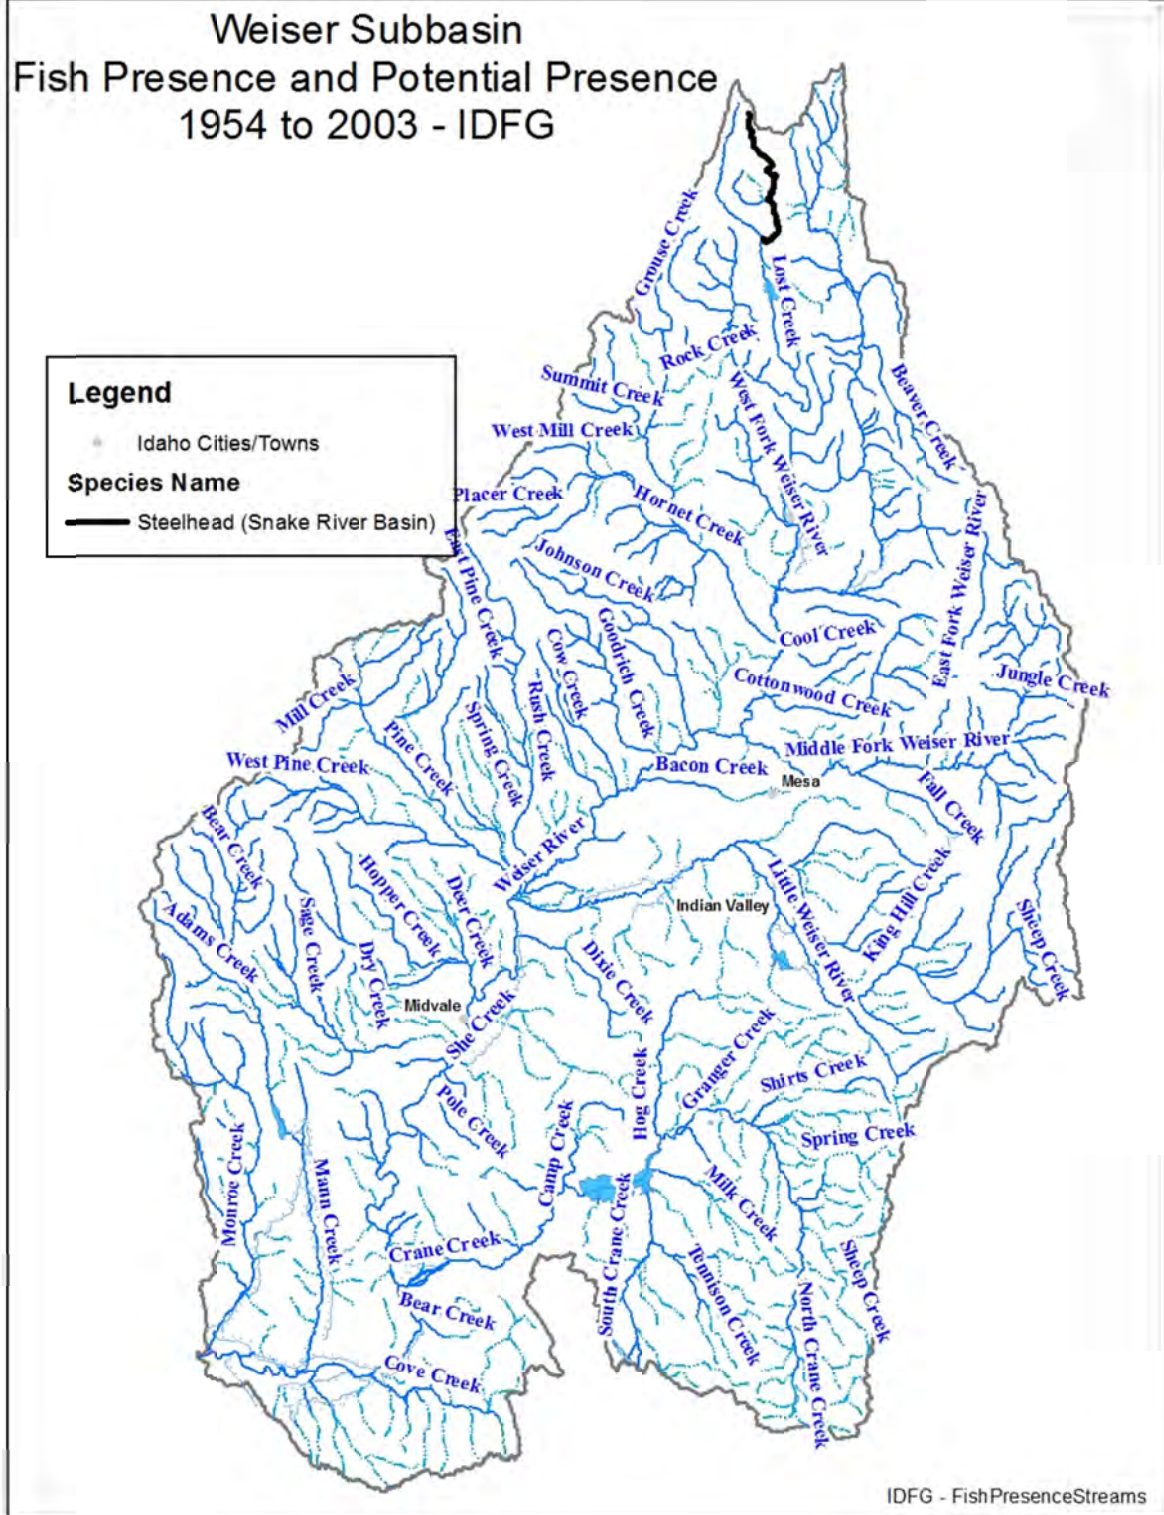 Weiser Subbasin
Fish Presence and Potential Presence
1954 to 2003 - IDFG
Grouse Creek
Lost Creek
Rock Creek
Legend
Summit Creek
Beaver Creek
West Fork Weiser River
West Mill Creek
Idaho Cities/Towns
Species Name
Placer Creek
Hornet Creek
Steelhead (Snake River Basin)
East Pine Creek
Johnson Creek
East Fork Weiser River
Goodrich Creek
Cow Creek
Cool Creek
Jungle Creek
Cottonwood Creek
Mill Creek
Rush Creek
Spring Creek
Pine Creek
Middle Fork Weiser River
West Pine Creek
Bacon Creek
Mesa
Fall Creek
Bear Creek
Weiser River
Hopper Creek
Deer Creek
Little Weiser River
King Hill Creek
Indian Valley
Sheep Creek
Sage Creek
Adams Creek
Dry Creek
Dixie Creek
Midvale
She Creek
Granger Creek
Hog Creek
Shirts Creek
Pole Creek
Camp Creek
Spring Creek
Monroe Creek
Mann Creek
Milk Creek
South Crane Creek
Crane Creek
Tennison Creek
Sheep Creek
Bear Creek
North Crane Creek
Cove Creek
IDFG - FishPresenceStreams